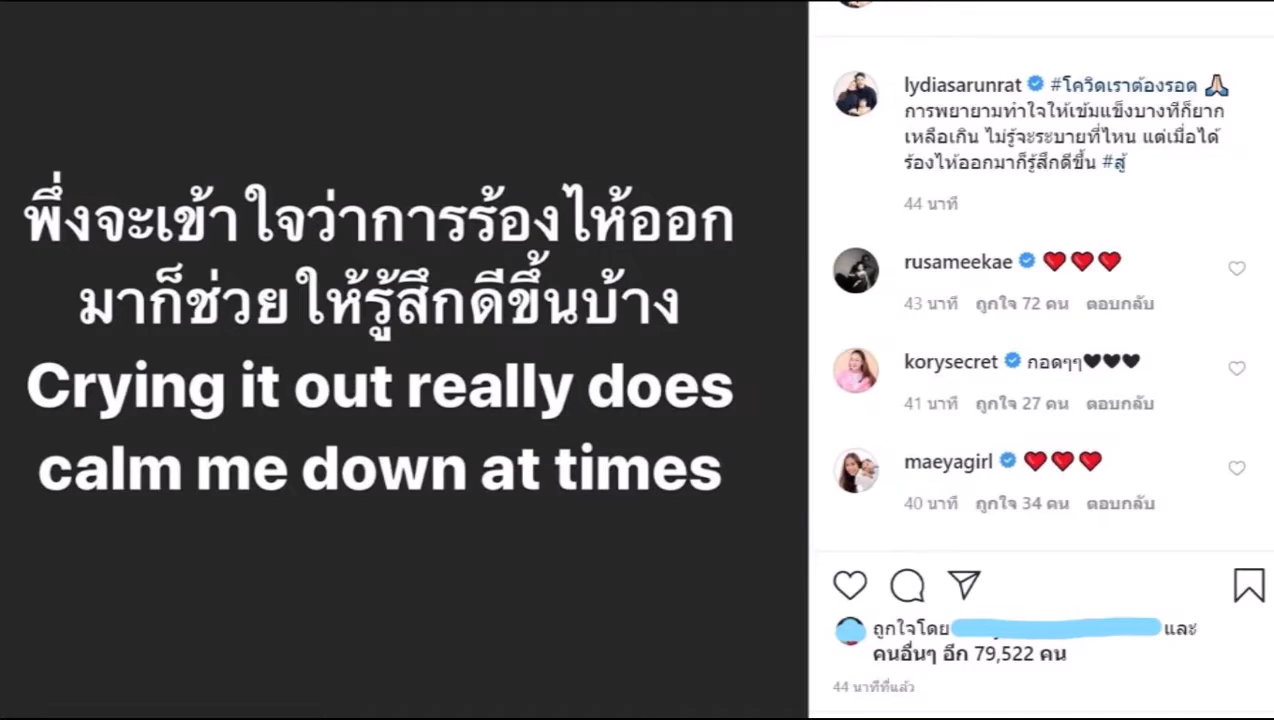 พึ่งจะเข้าใจว่าการร้องไห้ออก
มาก็ช่วยให้รู้สึกดีขึ้นบ้าง
Crying it out really does
calm me down at times
lydiasarunrat #โควิดเราต้องรอด 🙏🏻
การพยายามทำใจให้เข้มแข็งบางทีก็ยาก
เหลือเกิน ไม่รู้จะระบายที่ไหน แต่เมื่อได้
ร้องไห้ออกมาก็รู้สึกดีขึ้น #สู้
44 นาที
rusameekae ❤️❤️❤️
43 นาที ถูกใจ 72 คน ตอบกลับ
korysecret กอดๆๆ🖤🖤🖤
41 นาที ถูกใจ 27 คน ตอบกลับ
maeyagirl ❤️❤️❤️
40 นาที ถูกใจ 34 คน ตอบกลับ
ถูกใจโดย และ
คนอื่นๆ อีก 79,522 คน
44 นาทีที่แล้ว